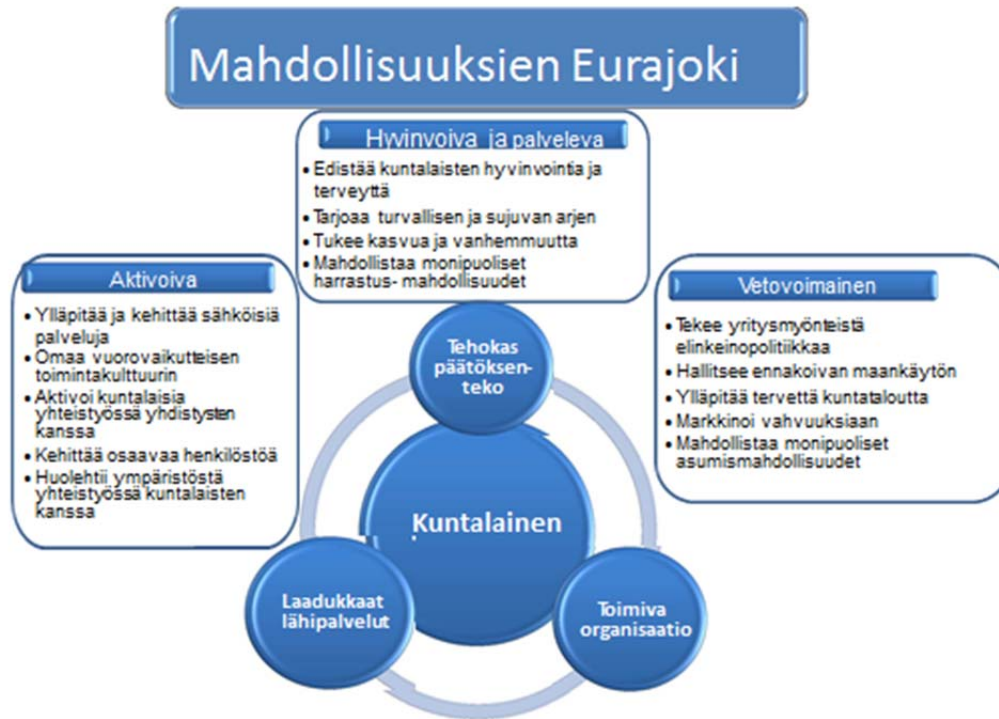 Mahdollisuuksien Eurajoki
Hyvinvoiva ja palveleva
• Edistää kuntalaisten hyvinvointia ja
terveyttä
• Tarjoaa turvallisen ja sujuvan arjen
• Tukee kasvua ja vanhemmuutta
• Mahdollistaa monipuoliset
harrastus- mahdollisuudet
Aktivoiva
• Ylläpitää ja kehittää sähköisiä
palveluja
• Omaa vuorovaikutteisen
toimintakulttuurin
• Aktivoi kuntalaisia
yhteistyössä yhdistysten
kanssa
• Kehittää osaavaa henkilöstöä
• Huolehtii ympäristöstä
yhteistyössä kuntalaisten
kanssa
Vetovoimainen
• Tekee yritysmyönteistä
elinkeinopolitiikkaa
• Hallitsee ennakoivan maankäytön
• Ylläpitää tervettä kuntataloutta
• Markkinoi vahvuuksiaan
• Mahdollistaa monipuoliset
asumismahdollisuudet
Tehokas
päätöksen-
teko
Kuntalainen
Laadukkaat
lähipalvelut
Toimiva
organisaatio